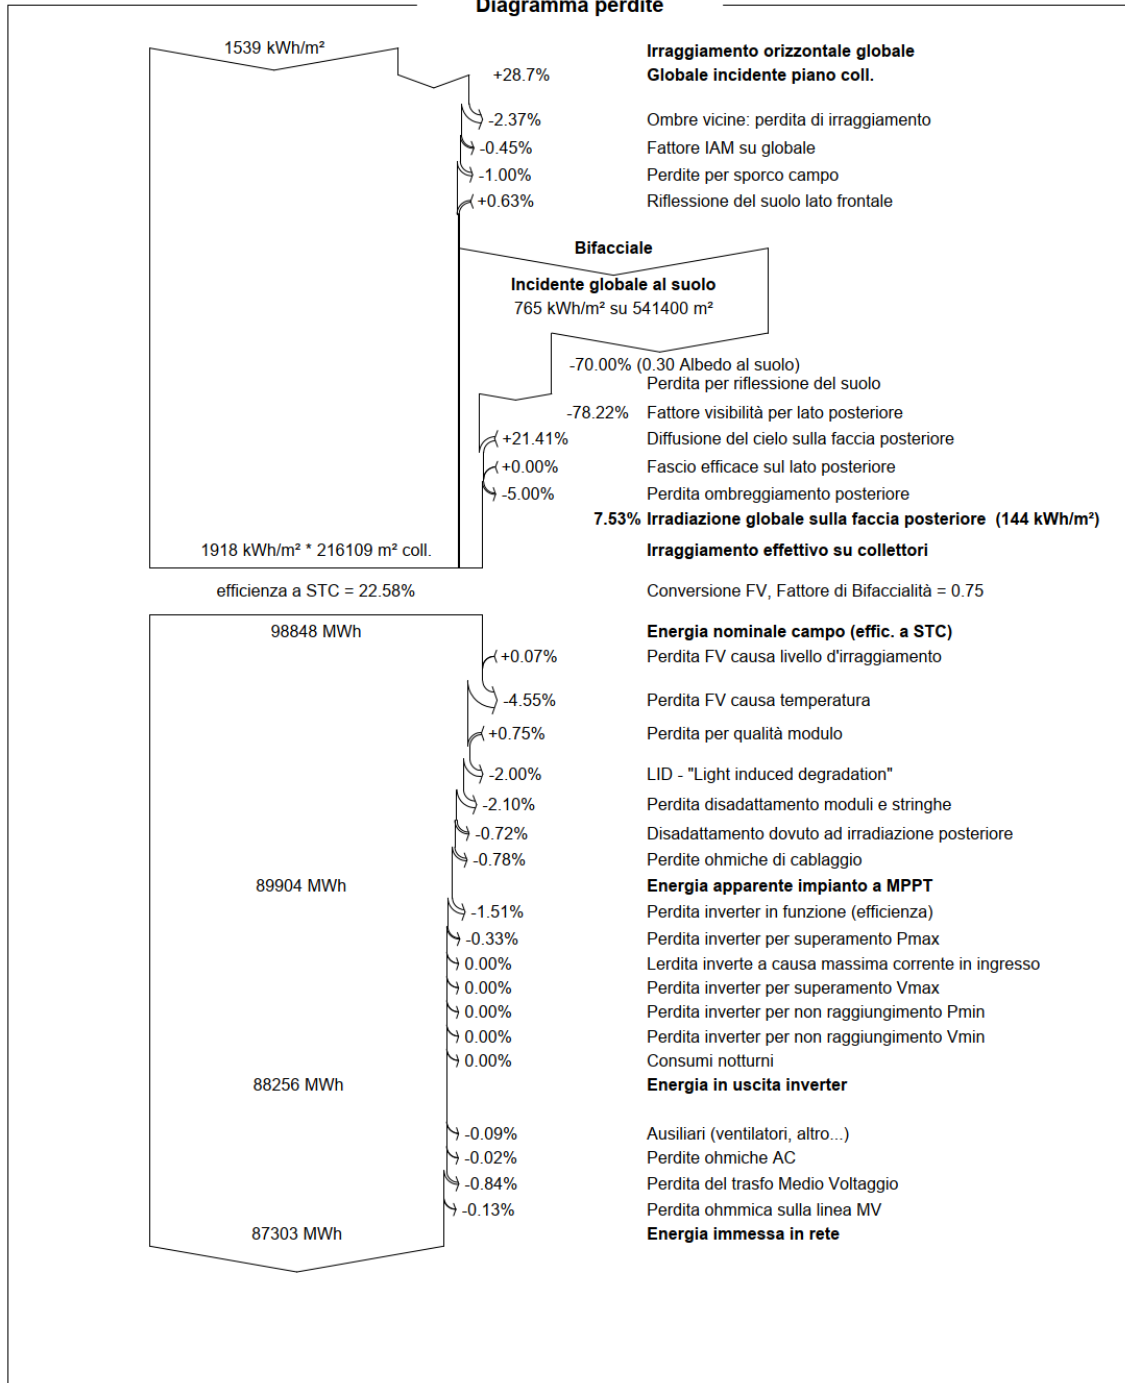 Diagramma perdite
1539 kWh/m²
Irraggiamento orizzontale globale
+28.7% Globale incidente piano coll.
-2.37% Ombre vicine: perdita di irraggiamento
-0.45% Fattore IAM su globale
-1.00% Perdite per sporco campo
+0.63% Riflessione del suolo lato frontale
Bifacciale
Incidente globale al suolo
765 kWh/m² su 541400 m²
-70.00% (0.30 Albedo al suolo)
Perdita per riflessione del suolo
-78.22% Fattore visibilità per lato posteriore
+21.41% Diffusione del cielo sulla faccia posteriore
+0.00% Fascio efficace sul lato posteriore
-5.00% Perdita ombreggiamento posteriore
7.53% Irradiazione globale sulla faccia posteriore (144 kWh/m²)
1918 kWh/m² * 216109 m² coll. Irraggiamento effettivo su collettori
efficienza a STC = 22.58% Conversione FV, Fattore di Bifaccialità = 0.75
98848 MWh Energia nominale campo (effic. a STC)
+0.07% Perdita FV causa livello d'irraggiamento
-4.55% Perdita FV causa temperatura
+0.75% Perdita per qualità modulo
-2.00% LID - "Light induced degradation"
-2.10% Perdita disadattamento moduli e stringhe
-0.72% Disadattamento dovuto ad irradiazione posteriore
-0.78% Perdite ohmiche di cablaggio
89904 MWh Energia apparente impianto a MPPT
-1.51% Perdita inverter in funzione (efficienza)
-0.33% Perdita inverter per superamento Pmax
0.00% Lerdita inverte a causa massima corrente in ingresso
0.00% Perdita inverter per superamento Vmax
0.00% Perdita inverter per non raggiungimento Pmin
0.00% Perdita inverter per non raggiungimento Vmin
0.00% Consumi notturni
88256 MWh Energia in uscita inverter
-0.09% Ausiliari (ventilatori, altro...)
-0.02% Perdite ohmiche AC
-0.84% Perdita del trasfo Medio Voltaggio
-0.13% Perdita ohmmica sulla linea MV
87303 MWh Energia immessa in rete